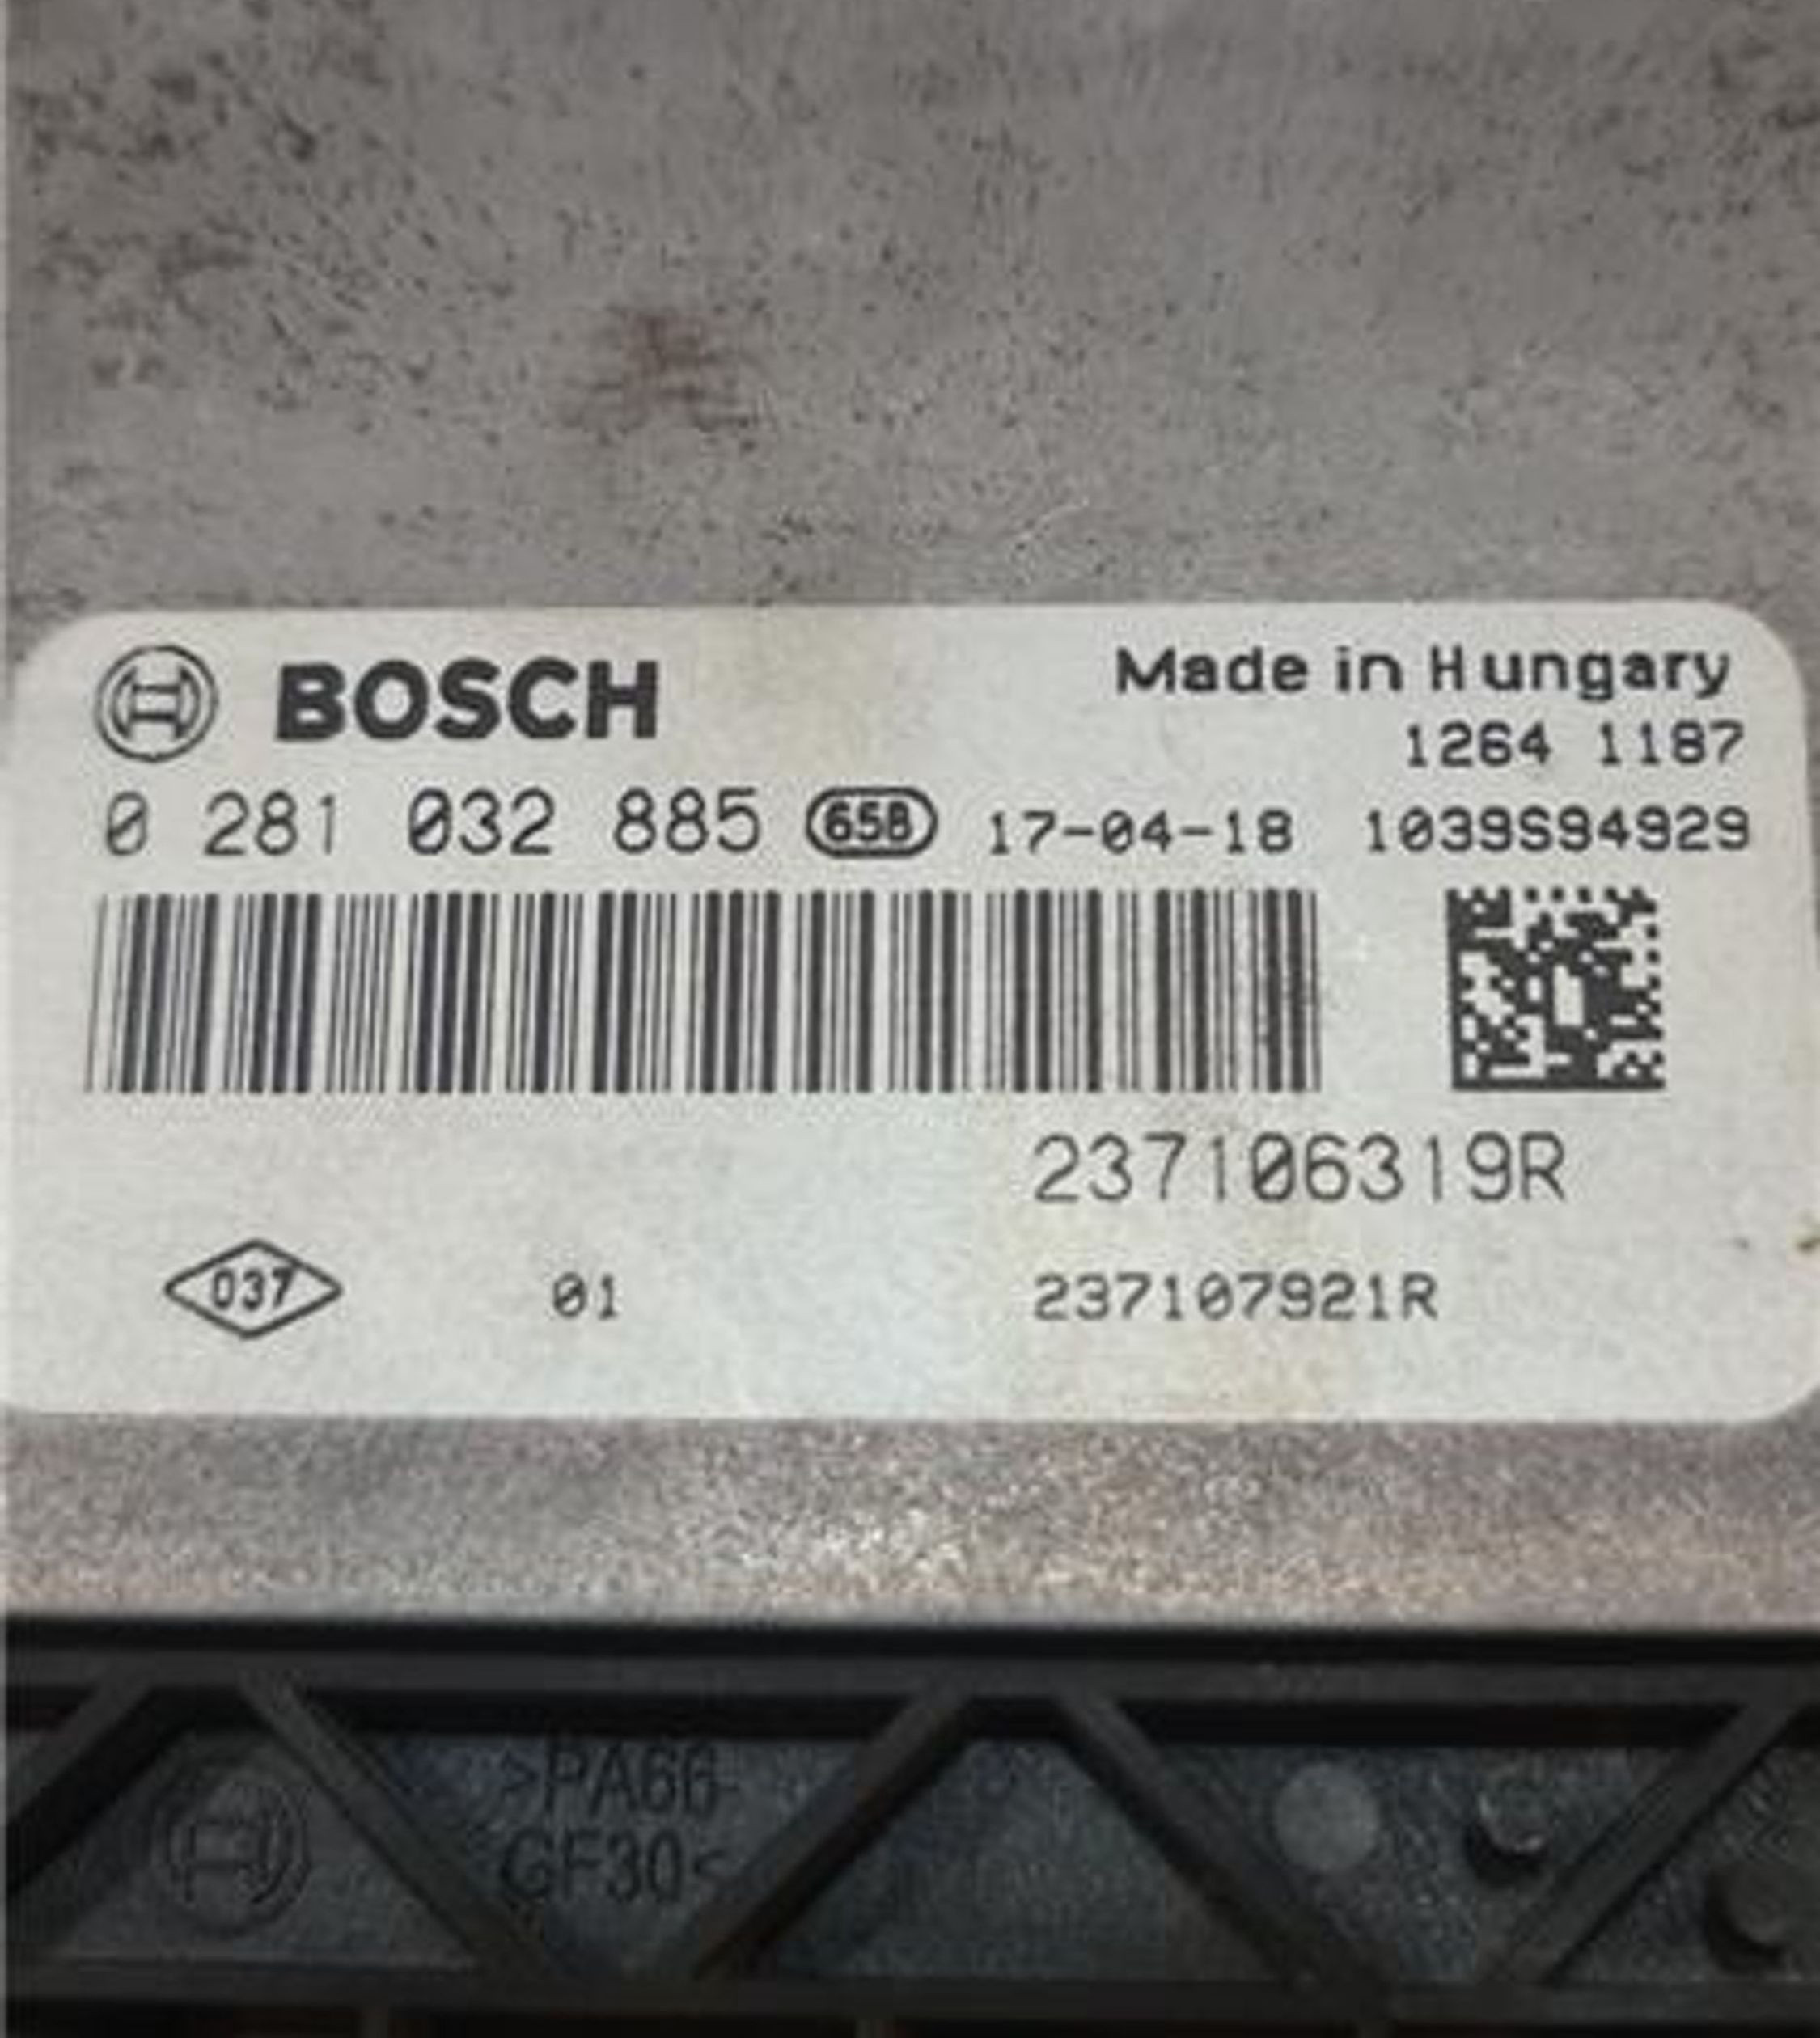 BOSCH
Made in Hungary
1264 1187
0 281 032 885 65B 17-04-18 1039S94929
237106319R
037 01 237107921R
>PA66-
GF30<